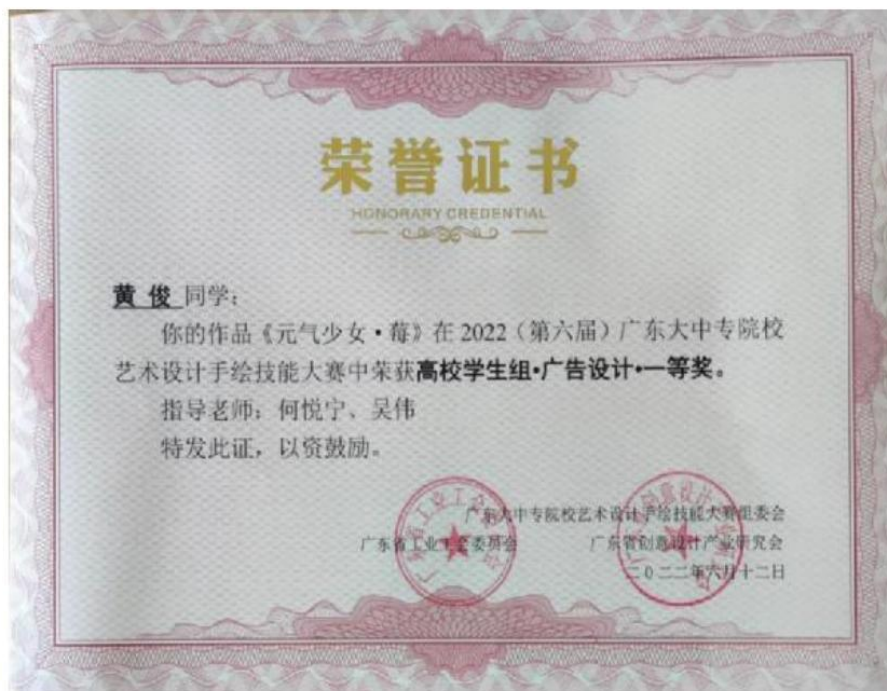 荣誉证书
HONORARY CREDENTIAL
黄俊同学：
你的作品《元气少女·莓》在2022（第六届）广东大中专院校
艺术设计手绘技能大赛中荣获高校学生组·广告设计·一等奖。
指导老师：何悦宁、吴伟
特发此证，以资鼓励。
广东大中专院校艺术设计手绘技能大赛组委会
广东省工业工会委员会 广东省创意设计产业研究会
二〇二二年六月十二日